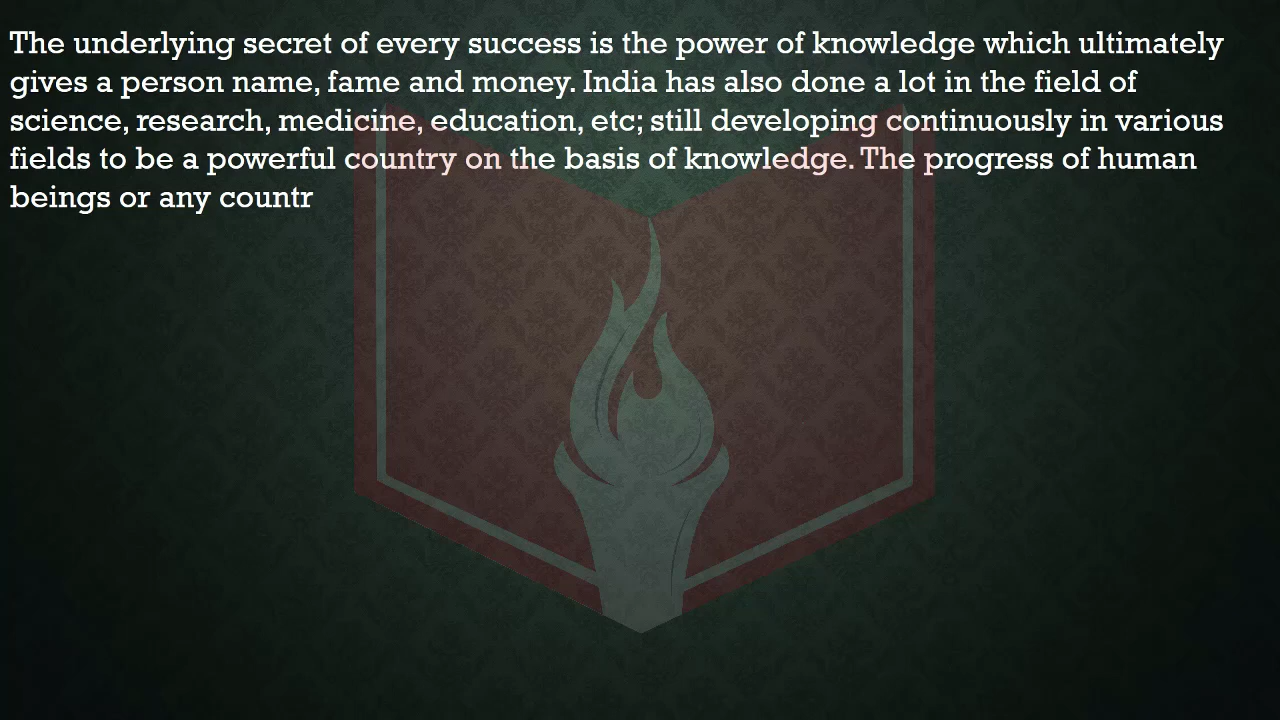 The underlying secret of every success is the power of knowledge which ultimately
gives a person name, fame and money. India has also done a lot in the field of
science, research, medicine, education, etc; still developing continuously in various
fields to be a powerful country on the basis of knowledge. The progress of human
beings or any countr